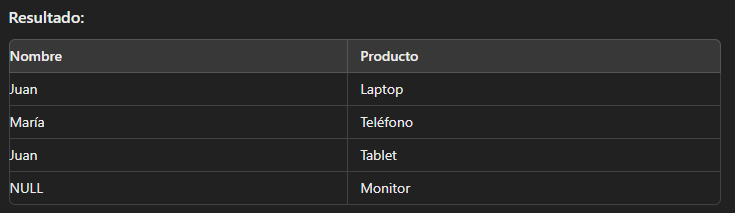 Resultado:
Nombre Producto
Juan Laptop
María Teléfono
Juan Tablet
NULL Monitor